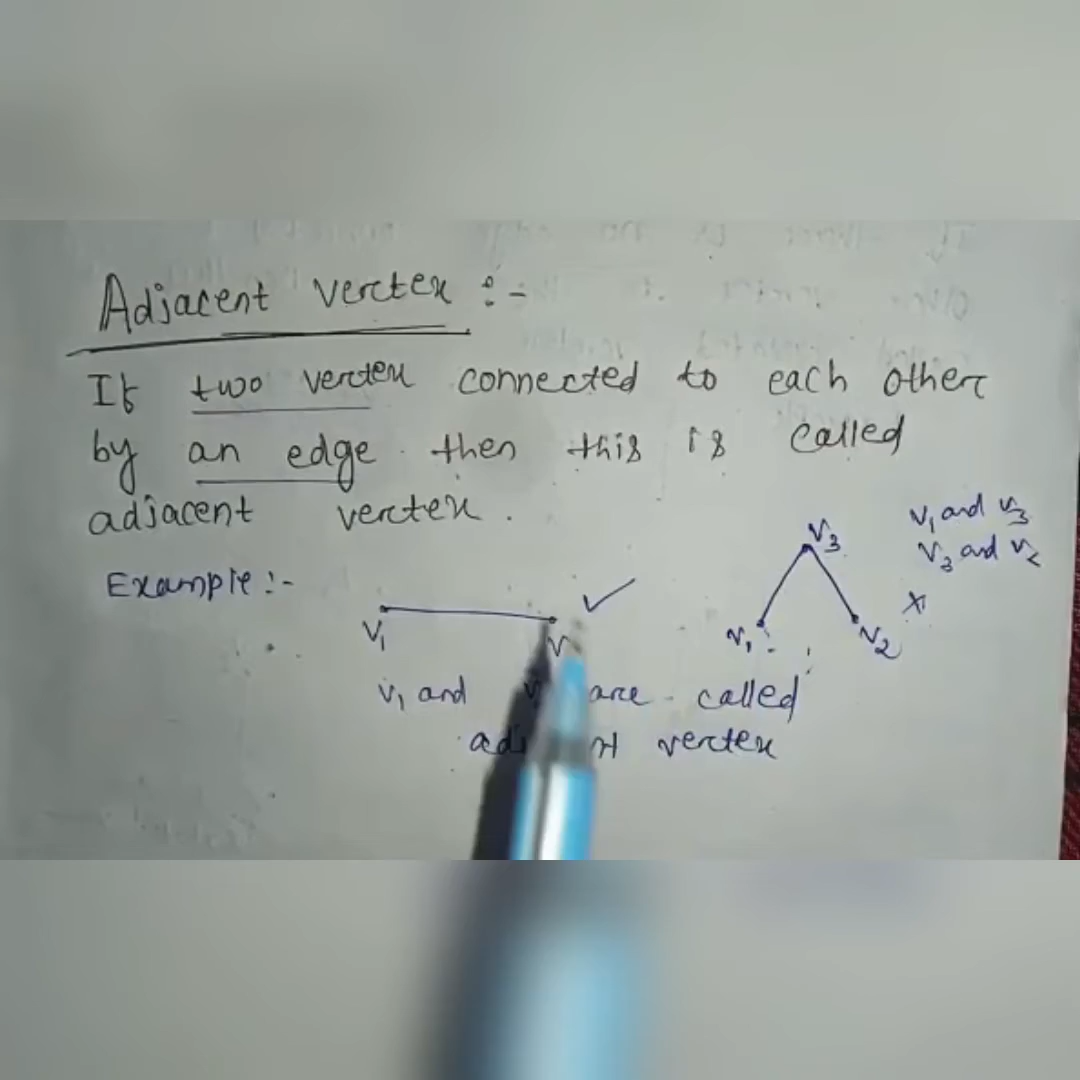 Adjacent vertex :-
If two vertex connected to each other
by an edge then this is called
adjacent vertex.
Example :-
V1
V
V3
V1
V2
V1 and V3
V3 and V2
V1 and are called
vertex